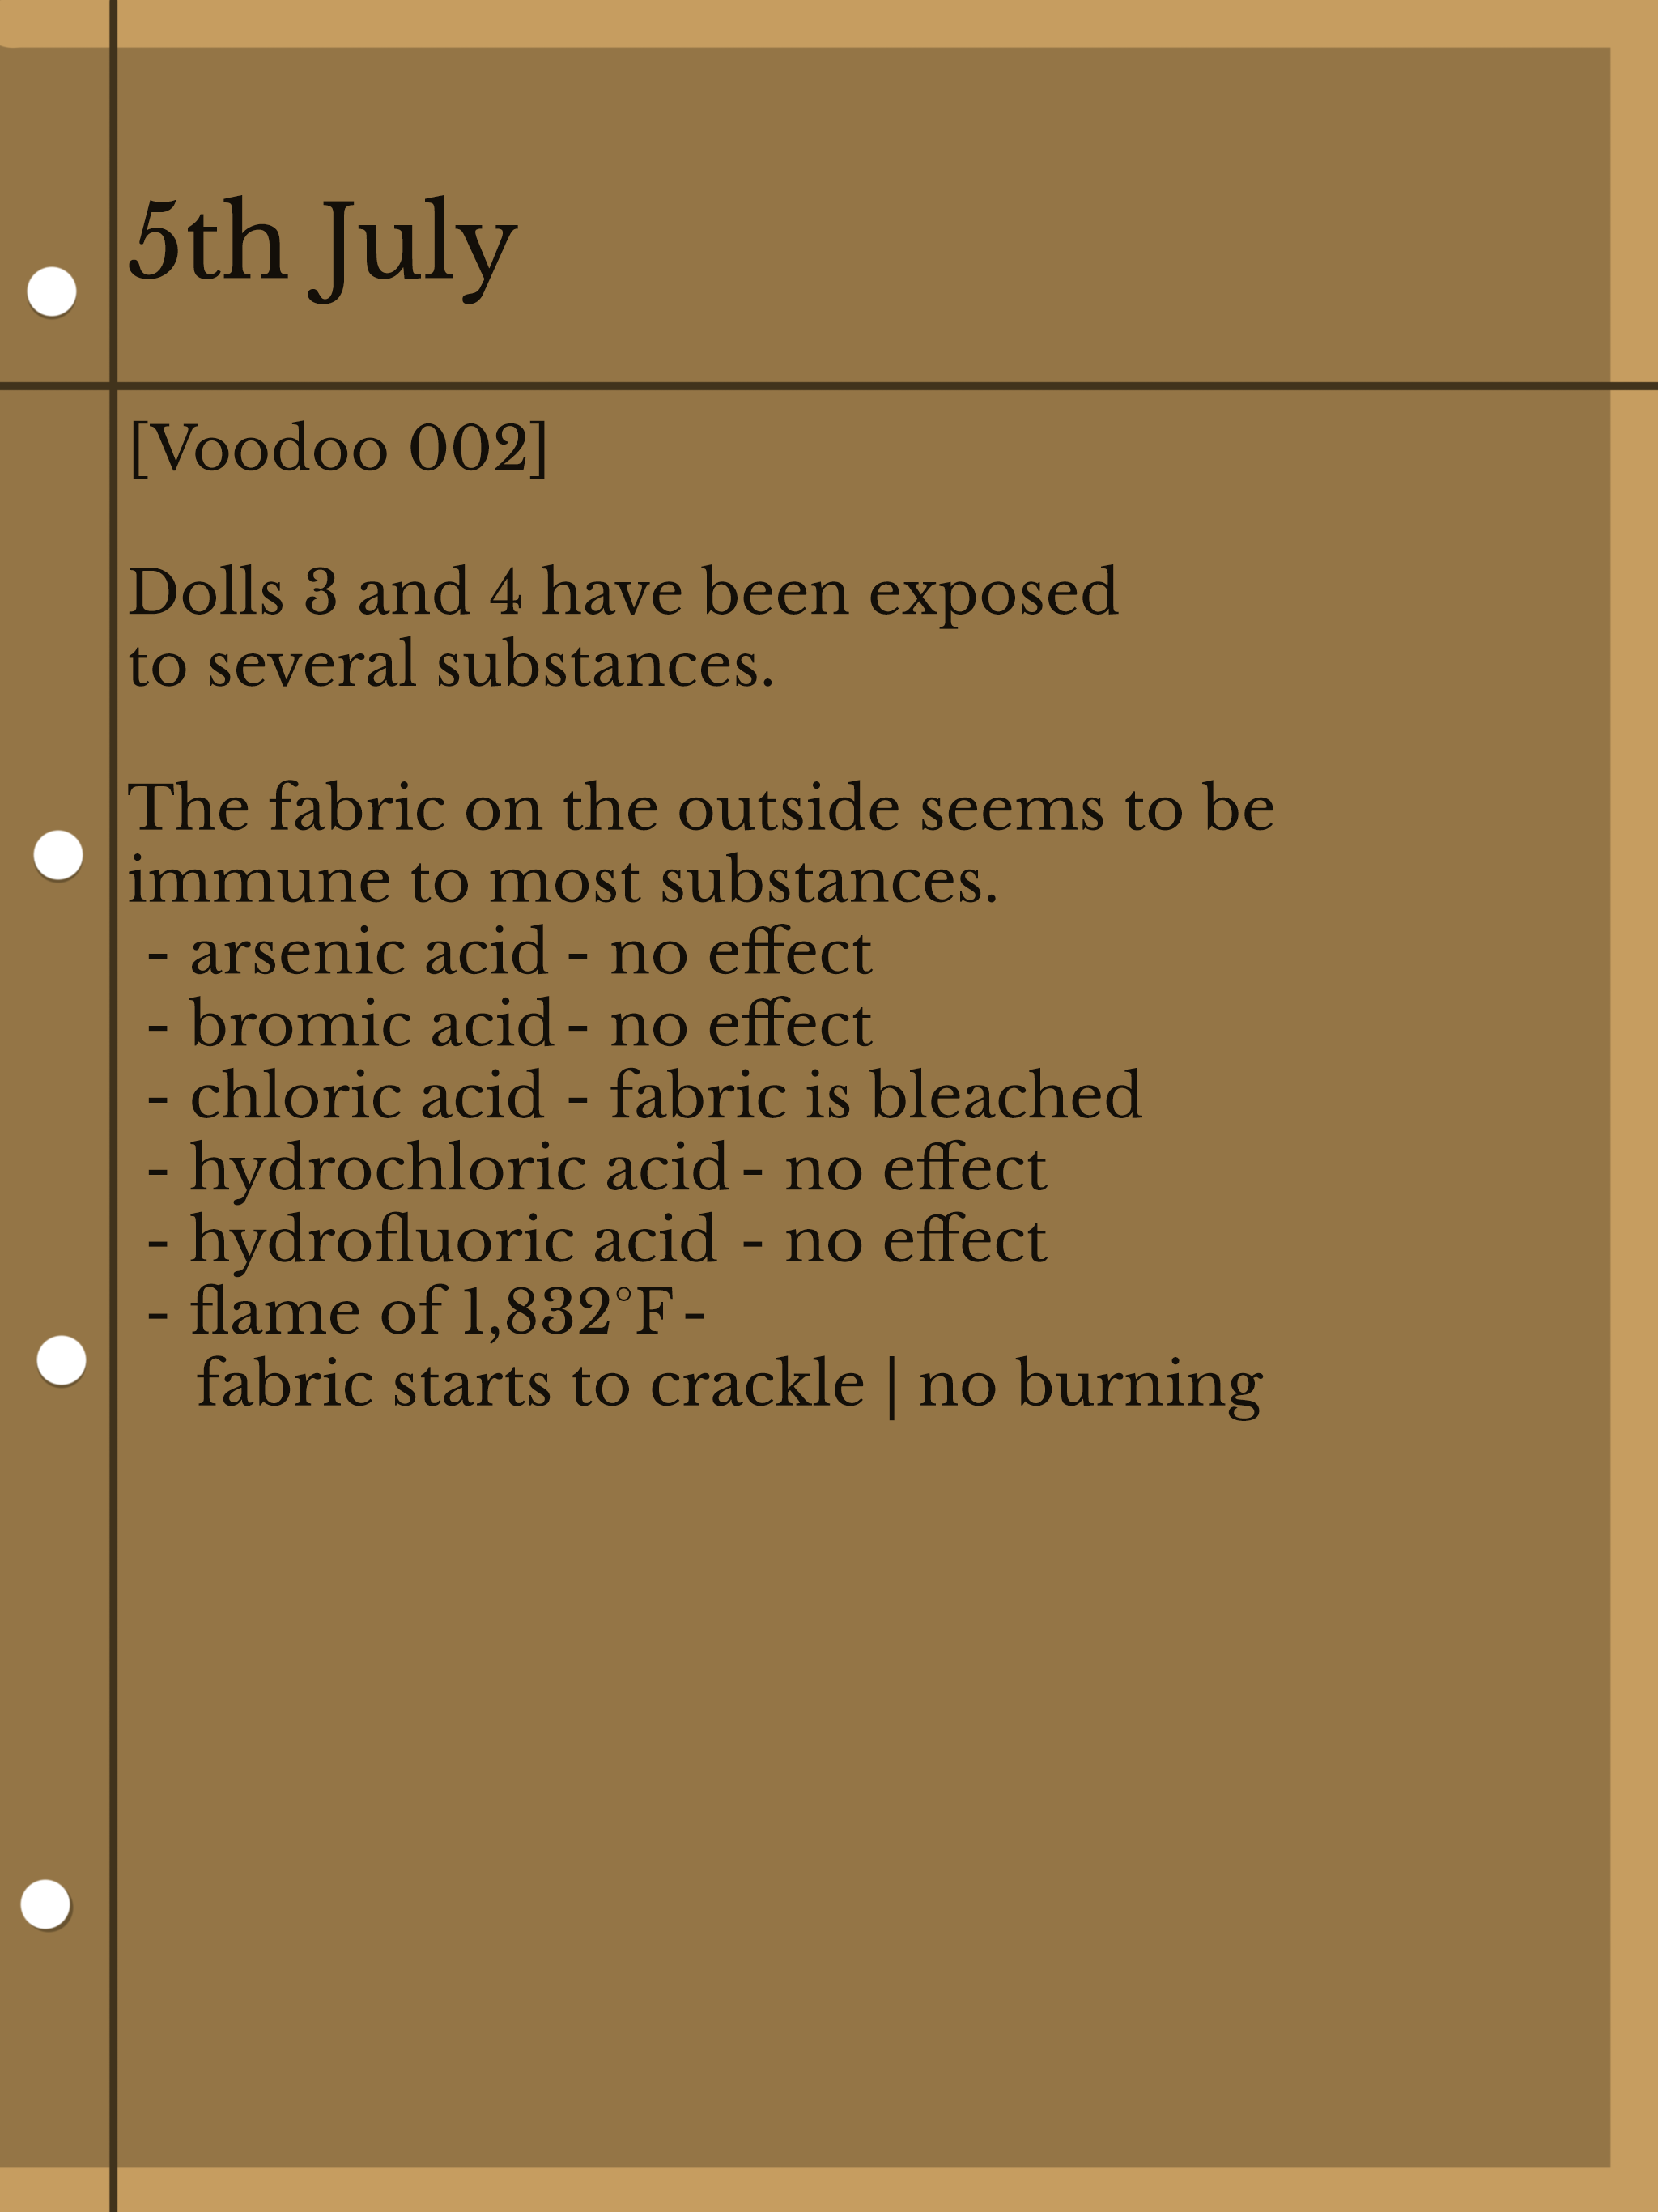 5th July
[Voodoo 002]
Dolls 3 and 4 have been exposed
to several substances.
The fabric on the outside seems to be
immune to most substances.
- arsenic acid - no effect
- bromic acid - no effect
- chloric acid - fabric is bleached
- hydrochloric acid - no effect
- hydrofluoric acid - no effect
- flame of 1,832°F -
fabric starts to crackle | no burning